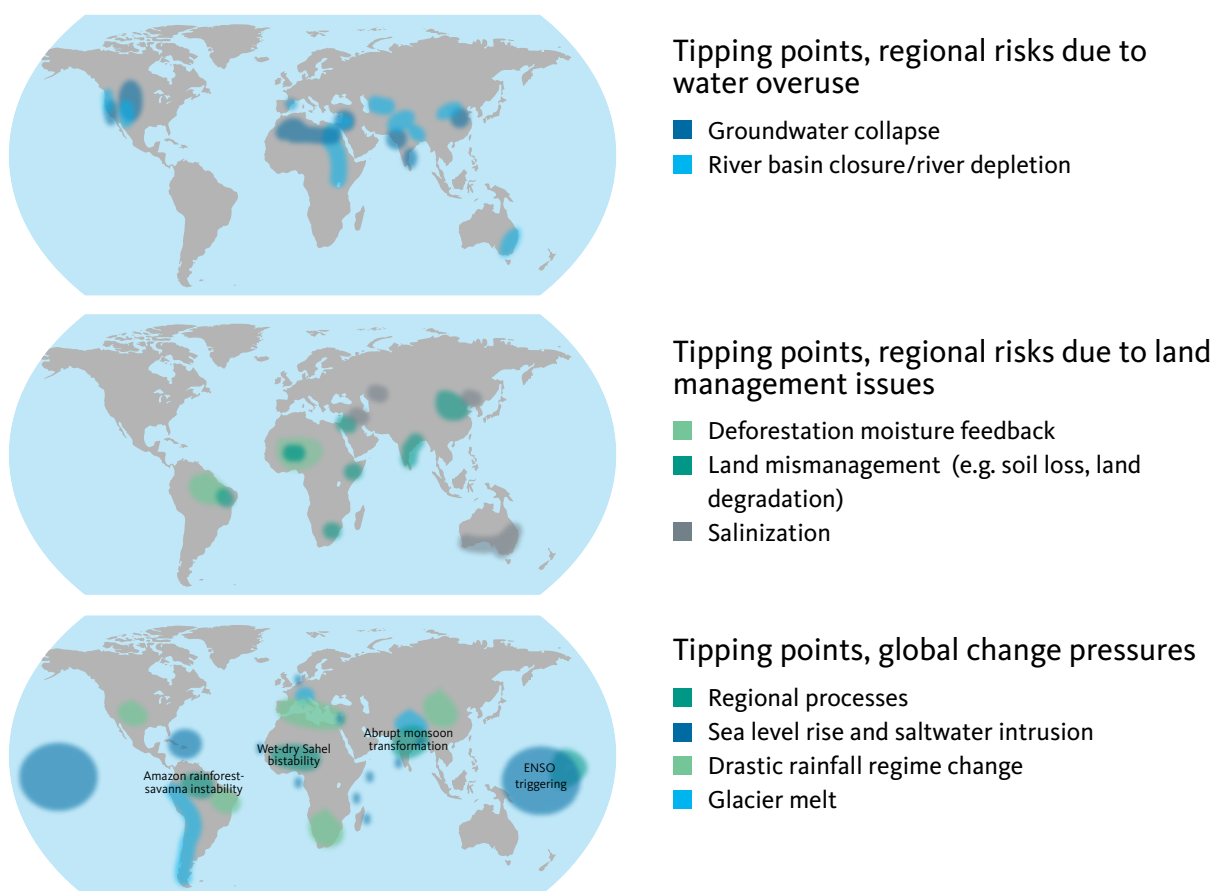 Tipping points, regional risks due to
water overuse
Groundwater collapse
River basin closure/river depletion
Tipping points, regional risks due to land
management issues
Deforestation moisture feedback
Land mismanagement (e.g. soil loss, land
degradation)
Salinization
Tipping points, global change pressures
Regional processes
Sea level rise and saltwater intrusion
Drastic rainfall regime change
Glacier melt
Abrupt monsoon
transformation
Wet-dry Sahel
bistability
Amazon rainforest-
savanna instability
ENSO
triggering